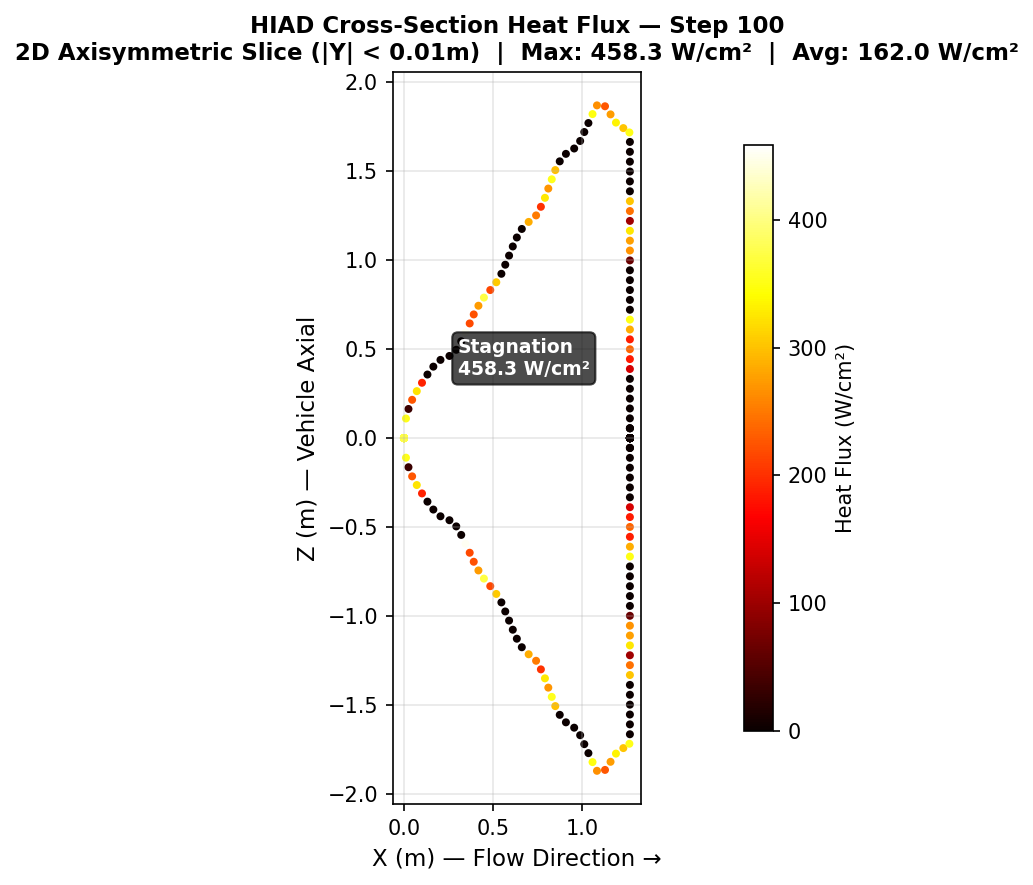 HIAD Cross-Section Heat Flux — Step 100
2D Axisymmetric Slice (|Y| < 0.01m)  |  Max: 458.3 W/cm²  |  Avg: 162.0 W/cm²
2.0
1.5
1.0
0.5
0.0
−0.5
−1.0
−1.5
−2.0
Z (m) — Vehicle Axial
Stagnation
458.3 W/cm²
0.0 0.5 1.0
X (m) — Flow Direction →
400
300
200
100
0
Heat Flux (W/cm²)